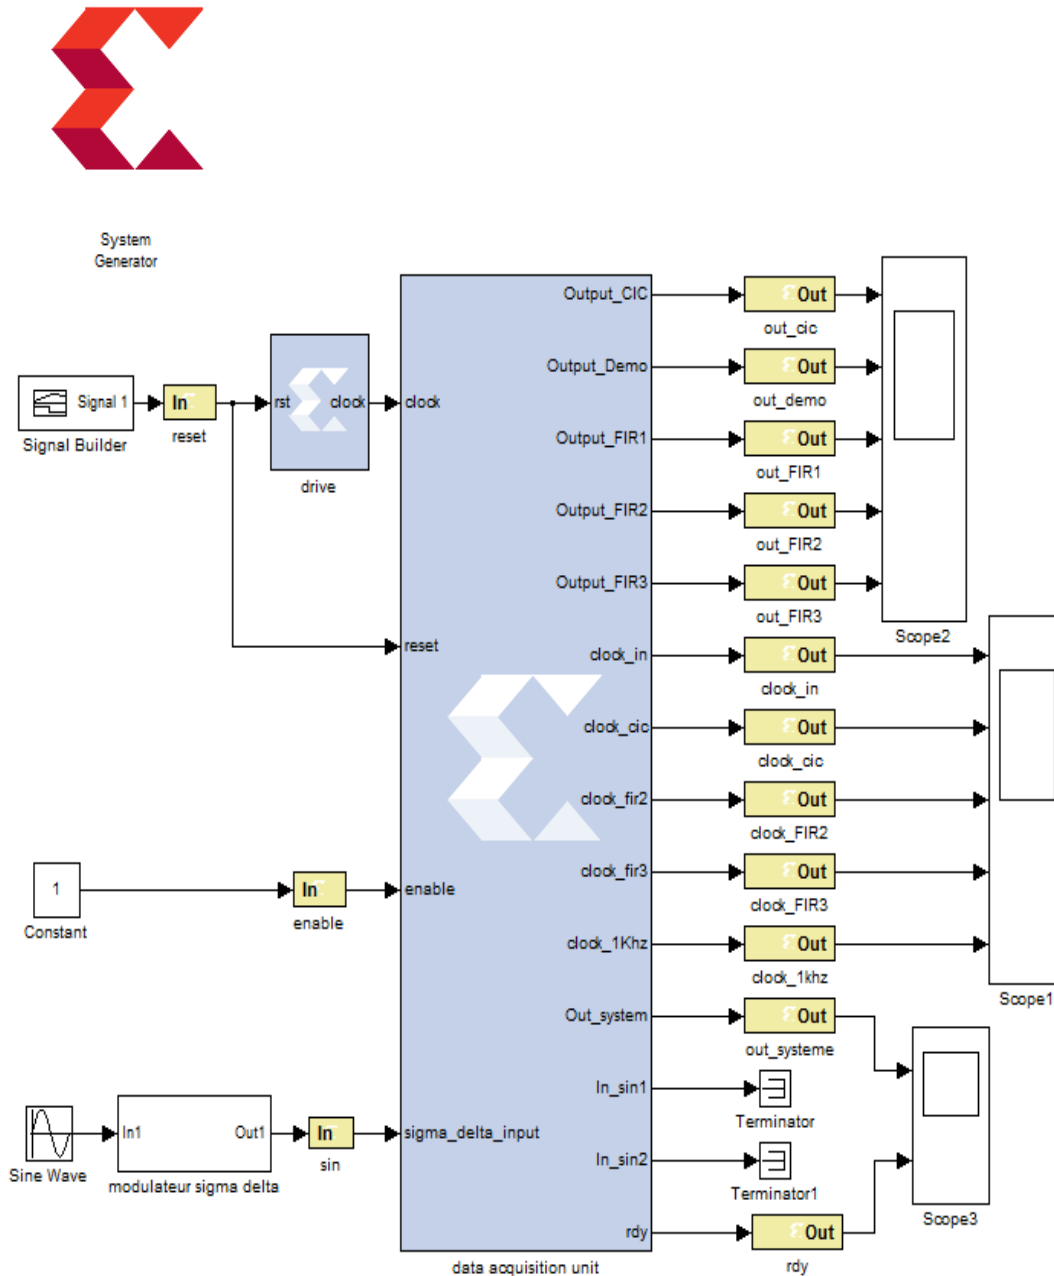 System
Generator
Signal 1
Signal Builder
In
reset
rst
clock
drive
clock
reset
1
Constant
In
enable
enable
Sine Wave
In1
Out1
modulateur sigma delta
In
sin
sigma_delta_input
Output_CIC
Output_Demo
Output_FIR1
Output_FIR2
Output_FIR3
clock_in
clock_cic
clock_fir2
clock_fir3
clock_1Khz
Out_system
In_sin1
In_sin2
rdy
data acquisition unit
Out
out_cic
Out
out_demo
Out
out_FIR1
Out
out_FIR2
Out
out_FIR3
Out
clock_in
Out
clock_cic
Out
clock_FIR2
Out
clock_FIR3
Out
clock_1khz
Out
out_systeme
Terminator
Terminator1
Out
rdy
Scope2
Scope1
Scope3